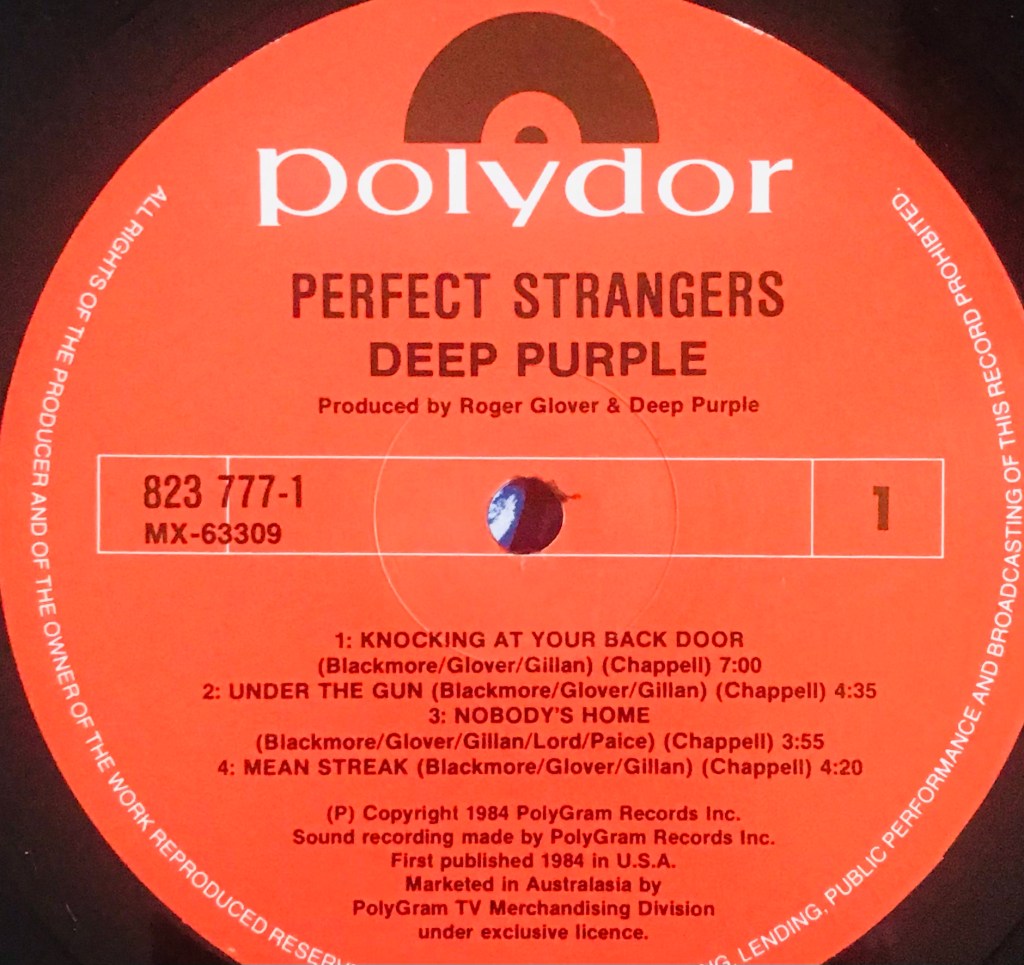 polydor
PERFECT STRANGERS
DEEP PURPLE
Produced by Roger Glover & Deep Purple
823 777-1
MX-63309
1
1: KNOCKING AT YOUR BACK DOOR
(Blackmore/Glover/Gillan) (Chappell) 7:00
2: UNDER THE GUN (Blackmore/Glover/Gillan) (Chappell) 4:35
3: NOBODY'S HOME
(Blackmore/Glover/Gillan/Lord/Paice) (Chappell) 3:55
4: MEAN STREAK (Blackmore/Glover/Gillan) (Chappell) 4:20
(P) Copyright 1984 PolyGram Records Inc.
Sound recording made by PolyGram Records Inc.
First published 1984 in U.S.A.
Marketed in Australasia by
PolyGram TV Merchandising Division
under exclusive licence.
ALL RIGHTS OF THE PRODUCER AND OF THE OWNER OF THE WORK REPRODUCED
LENDING, PUBLIC PERFORMANCE AND BROADCASTING OF THIS RECORD PROHIBITED.